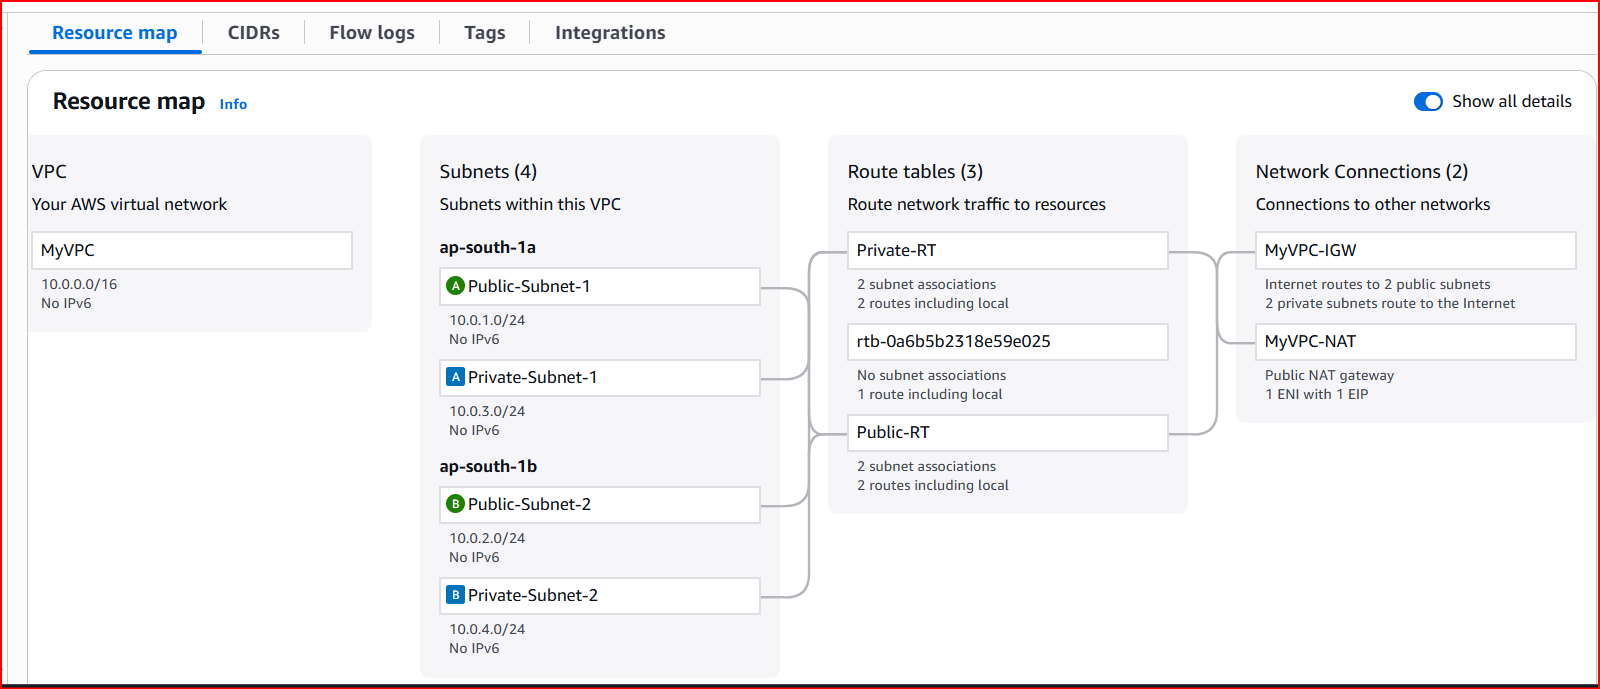 Resource map
CIDRs
Flow logs
Tags
Integrations
Resource map Info
Show all details
VPC
Your AWS virtual network
MyVPC
10.0.0.0/16
No IPv6
Subnets (4)
Subnets within this VPC
ap-south-1a
A Public-Subnet-1
10.0.1.0/24
No IPv6
A Private-Subnet-1
10.0.3.0/24
No IPv6
ap-south-1b
B Public-Subnet-2
10.0.2.0/24
No IPv6
B Private-Subnet-2
10.0.4.0/24
No IPv6
Route tables (3)
Route network traffic to resources
Private-RT
2 subnet associations
2 routes including local
rtb-0a6b5b2318e59e025
No subnet associations
1 route including local
Public-RT
2 subnet associations
2 routes including local
Network Connections (2)
Connections to other networks
MyVPC-IGW
Internet routes to 2 public subnets
2 private subnets route to the Internet
MyVPC-NAT
Public NAT gateway
1 ENI with 1 EIP